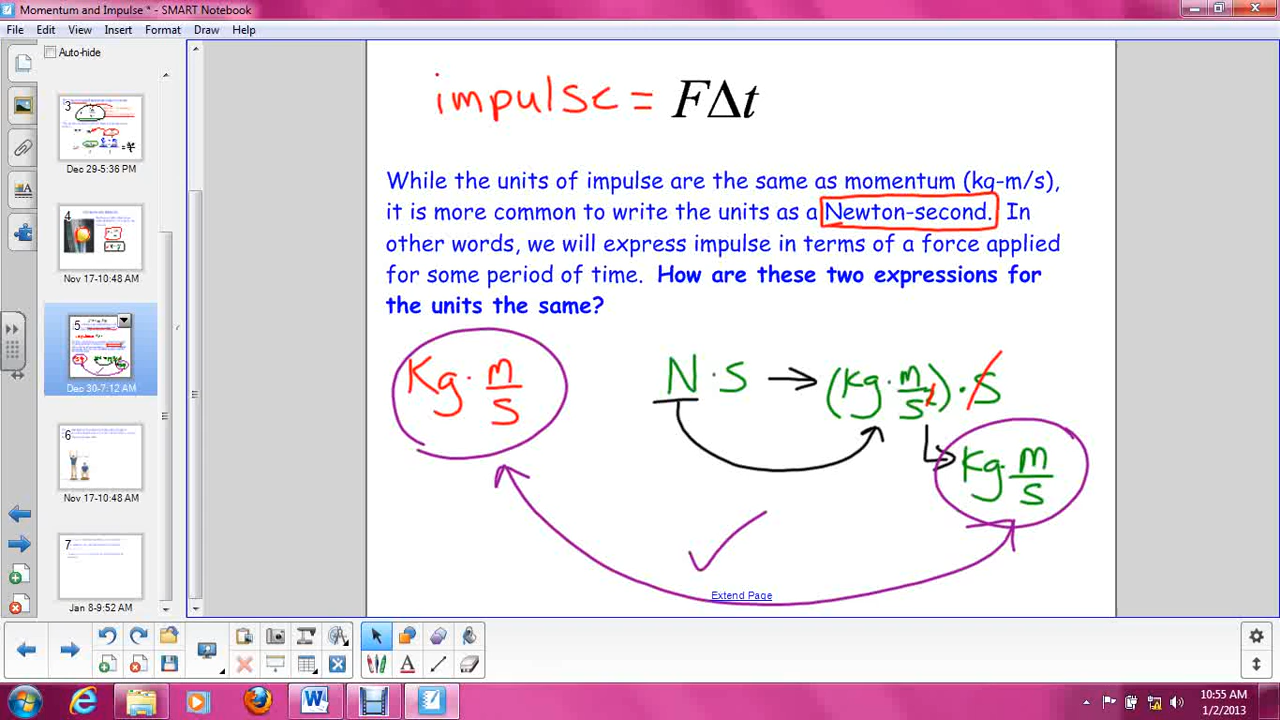 Momentum and Impulse * - SMART Notebook
File Edit View Insert Format Draw Help
Auto-hide
3
Dec 29-5:36 PM
4
Nov 17-10:48 AM
5
Dec 30-7:12 AM
6
Nov 17-10:48 AM
7
Jan 8-9:52 AM
impulse = FΔt
While the units of impulse are the same as momentum (kg-m/s),
it is more common to write the units as a Newton-second. In
other words, we will express impulse in terms of a force applied
for some period of time. How are these two expressions for
the units the same?
Kg · m/s
N · S → (kg · m/s²) · S
Kg · m/s
Extend Page
10:55 AM
1/2/2013